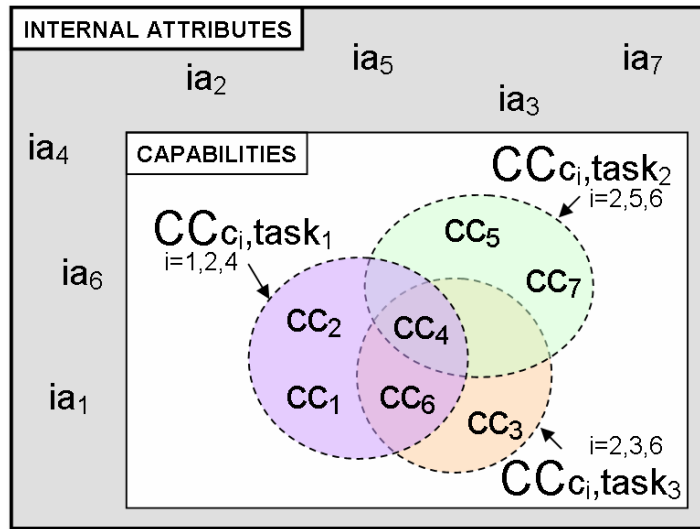 INTERNAL ATTRIBUTES
ia₅
ia₇
ia₂
ia₃
ia₄
CAPABILITIES
CCcᵢ,task₂
i=2,5,6
CCcᵢ,task₁
i=1,2,4
cc₅
ia₆
cc₇
cc₂
cc₄
ia₁
cc₁
cc₆
cc₃
i=2,3,6
CCcᵢ,task₃